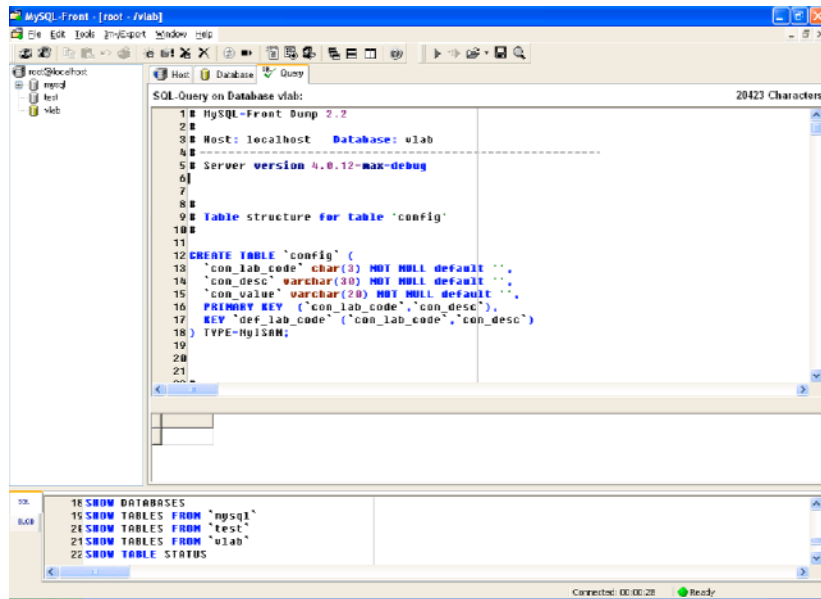 MySQL-Front - [root - /vlab]
File Edit Tools Im-/Export Window Help
root@localhost
mysql
test
vlab
Host Database Query
SQL-Query on Database vlab: 20423 Characters
1 # MySQL-Front Dump 2.2
2 #
3 # Host: localhost Database: vlab
4 #--------------------------------------------------------
5 # Server version 4.0.12-max-debug
6
7
8 #
9 # Table structure for table 'config'
10 #
11
12 CREATE TABLE `config` (
13 `con_lab_code` char(3) NOT NULL default '',
14 `con_desc` varchar(30) NOT NULL default '',
15 `con_value` varchar(20) NOT NULL default '',
16 PRIMARY KEY (`con_lab_code`,`con_desc`),
17 KEY `def_lab_code` (`con_lab_code`,`con_desc`)
18 ) TYPE=MyISAM;
19
20
21
SQL
BLOB
18 SHOW DATABASES
19 SHOW TABLES FROM `mysql`
20 SHOW TABLES FROM `test`
21 SHOW TABLES FROM `vlab`
22 SHOW TABLE STATUS
Connected: 00:00:28 Ready